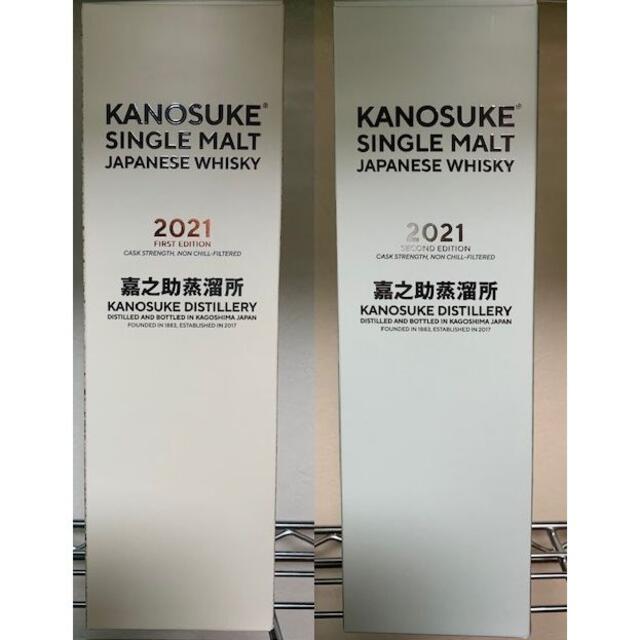 KANOSUKE®
SINGLE MALT
JAPANESE WHISKY
2021
FIRST EDITION
CASK STRENGTH, NON CHILL-FILTERED
嘉之助蒸溜所
KANOSUKE DISTILLERY
DISTILLED AND BOTTLED IN KAGOSHIMA JAPAN
FOUNDED IN 1883, ESTABLISHED IN 2017
KANOSUKE®
SINGLE MALT
JAPANESE WHISKY
2021
SECOND EDITION
CASK STRENGTH, NON CHILL-FILTERED
嘉之助蒸溜所
KANOSUKE DISTILLERY
DISTILLED AND BOTTLED IN KAGOSHIMA JAPAN
FOUNDED IN 1883, ESTABLISHED IN 2017